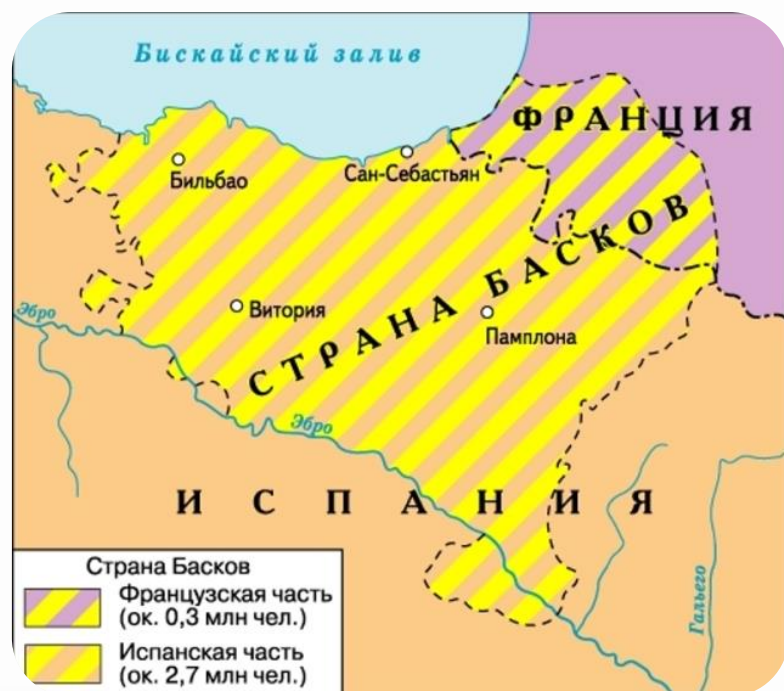 Бискайский залив
ФРАНЦИЯ
Бильбао
Сан-Себастьян
СТРАНА БАСКОВ
Витория
Памплона
Эбро
Эбро
ИСПАНИЯ
Гальего
Страна Басков
Французская часть
(ок. 0,3 млн чел.)
Испанская часть
(ок. 2,7 млн чел.)